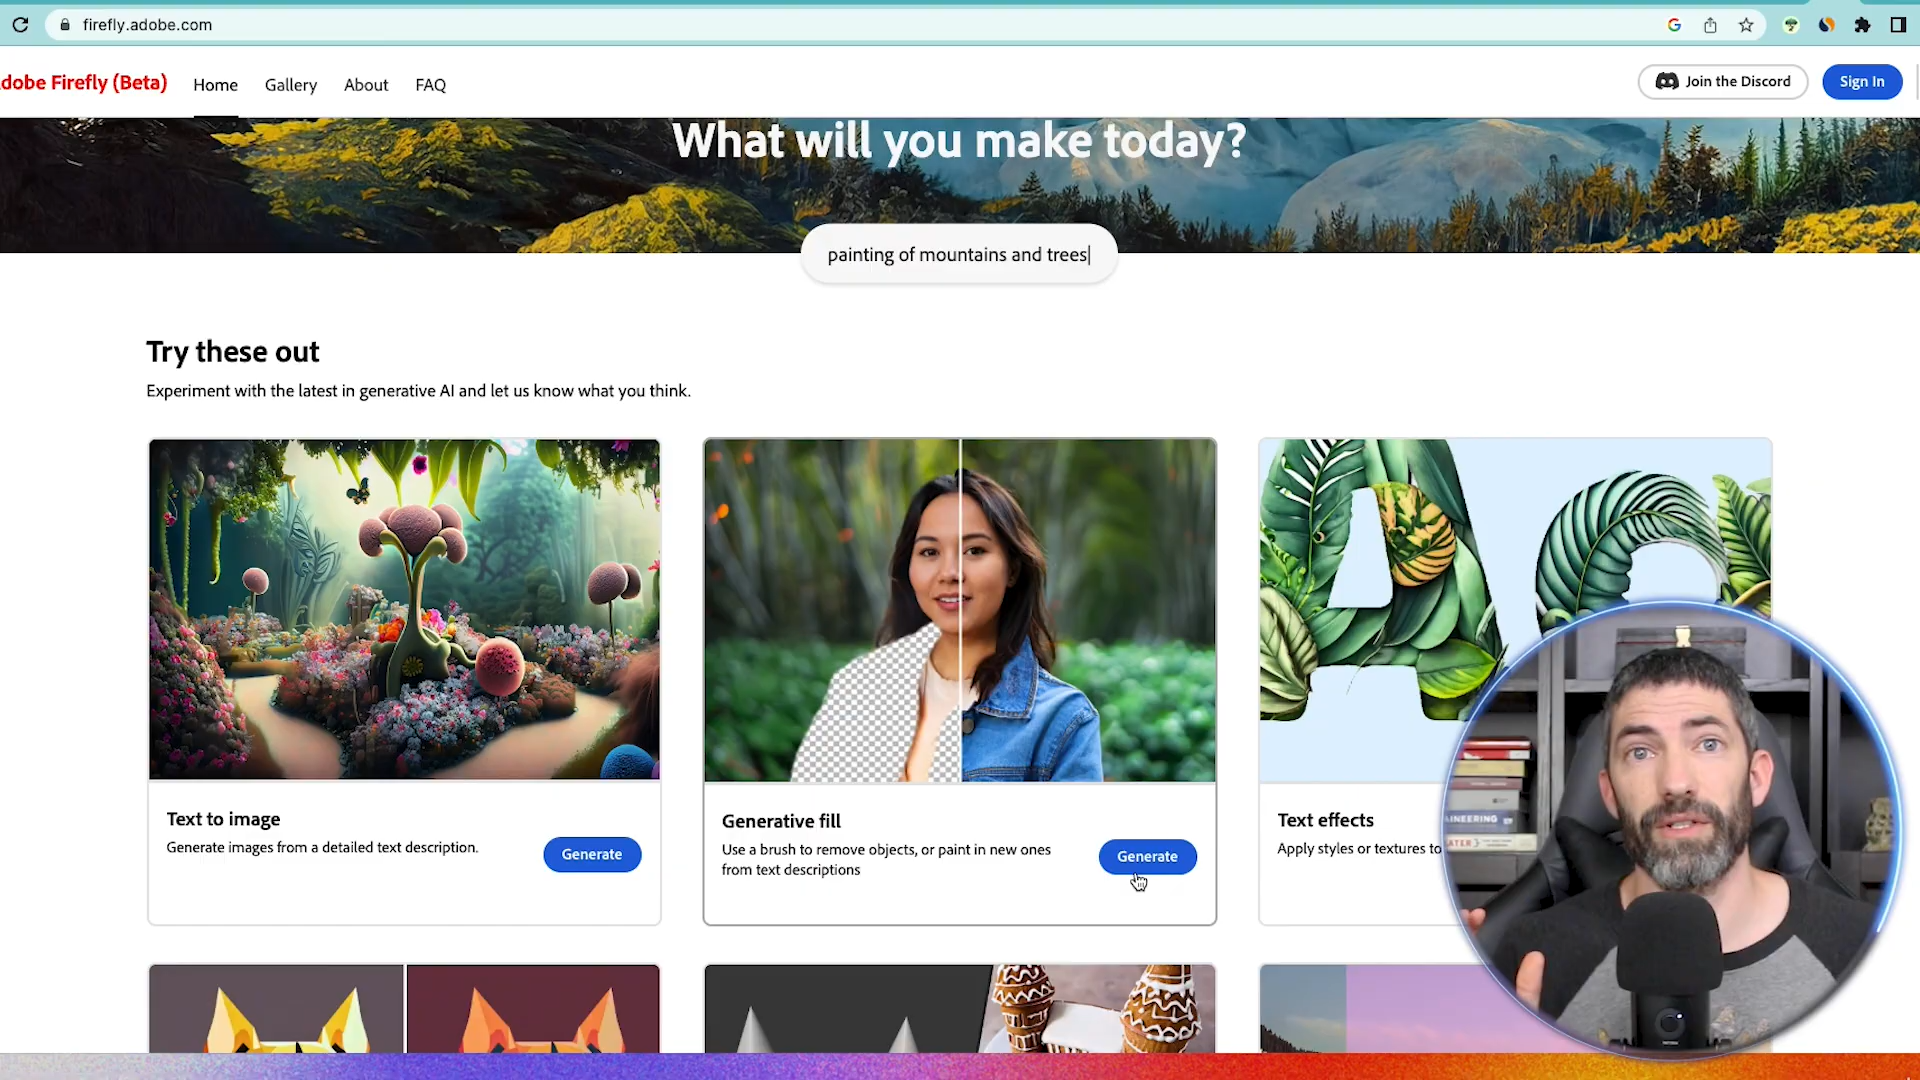 firefly.adobe.com
dobe Firefly (Beta)
Home
Gallery
About
FAQ
Join the Discord
Sign In
What will you make today?
painting of mountains and trees
Try these out
Experiment with the latest in generative AI and let us know what you think.
Text to image
Generate images from a detailed text description.
Generate
Generative fill
Use a brush to remove objects, or paint in new ones
from text descriptions
Generate
Text effects
Apply styles or textures to